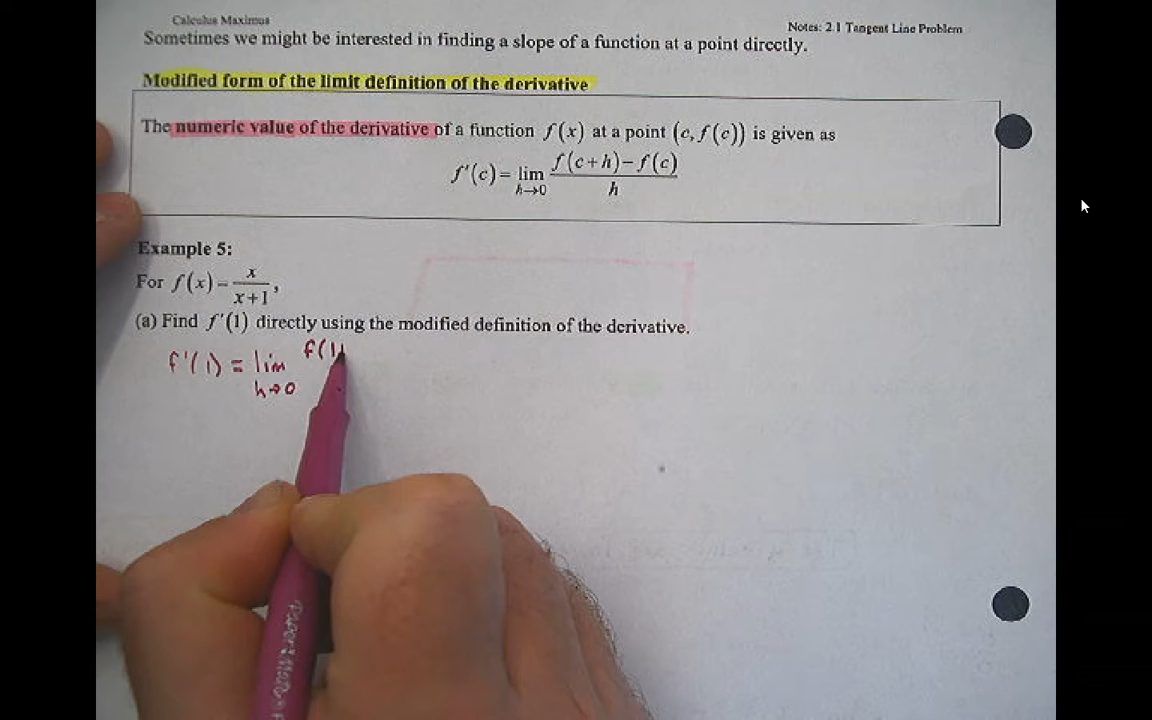 Calculus Maximus
Notes: 2.1 Tangent Line Problem
Sometimes we might be interested in finding a slope of a function at a point directly.
Modified form of the limit definition of the derivative
The numeric value of the derivative of a function f(x) at a point (c, f(c)) is given as
f'(c) = lim h→0 (f(c+h) − f(c)) / h
Example 5:
For f(x) = x / (x+1),
(a) Find f'(1) directly using the modified definition of the derivative.
f'(1) = lim h→0 f(1